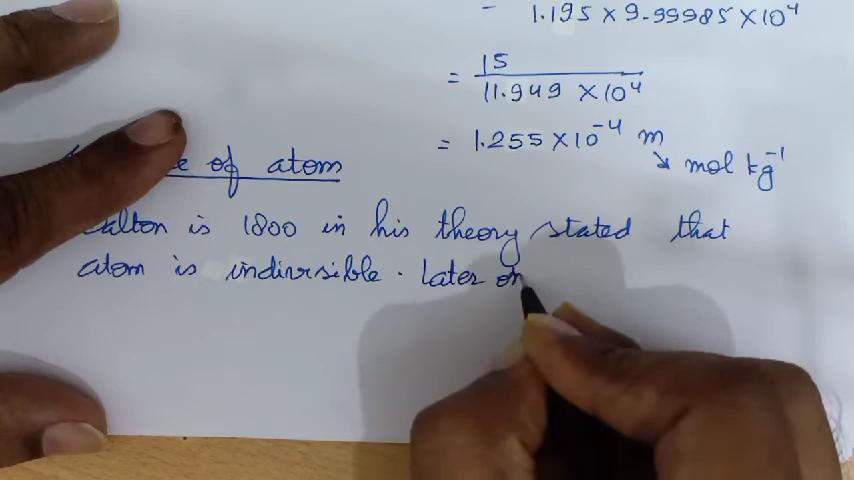 - 1.195 × 9.99985 × 10⁴
= 15
11.949 × 10⁴
= 1.255 × 10⁻⁴ m
↘ mol kg⁻¹
of atom
Dalton is 1800 in his theory stated that
atom is indivisible. Later on